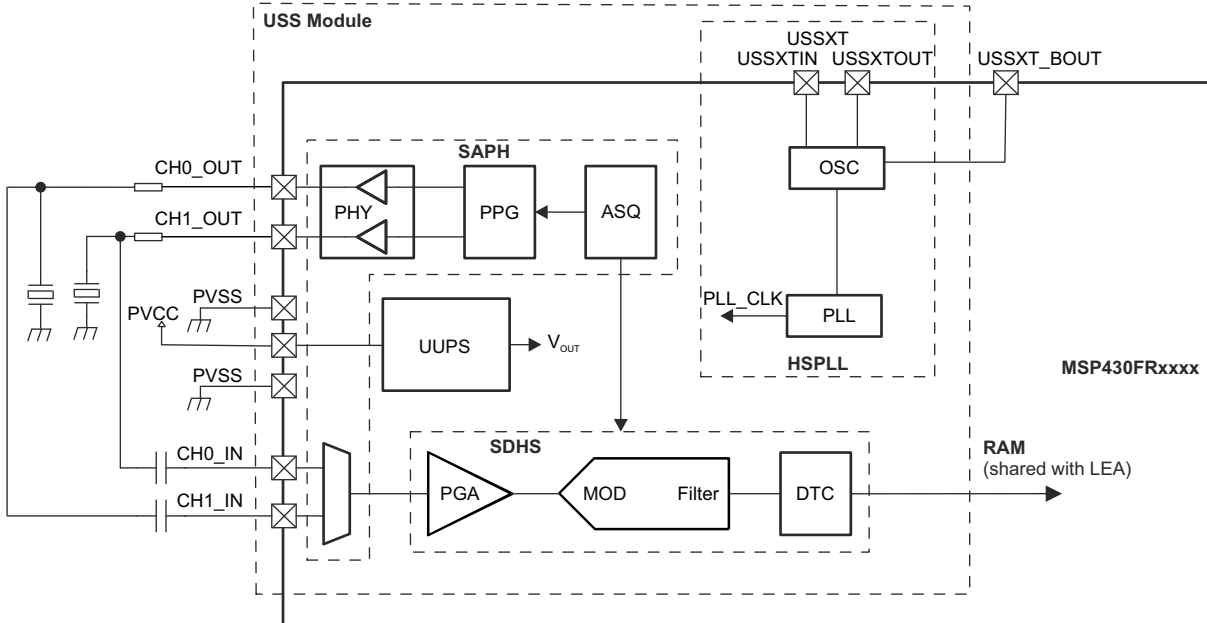 USS Module
USSXT
USSXTIN
USSXTOUT
USSXT_BOUT
SAPH
CH0_OUT
PHY
PPG
ASQ
OSC
CH1_OUT
PVSS
PVCC
UUPS
VOUT
PLL_CLK
PLL
HSPLL
PVSS
MSP430FRxxxx
SDHS
CH0_IN
PGA
MOD
Filter
DTC
RAM
(shared with LEA)
CH1_IN